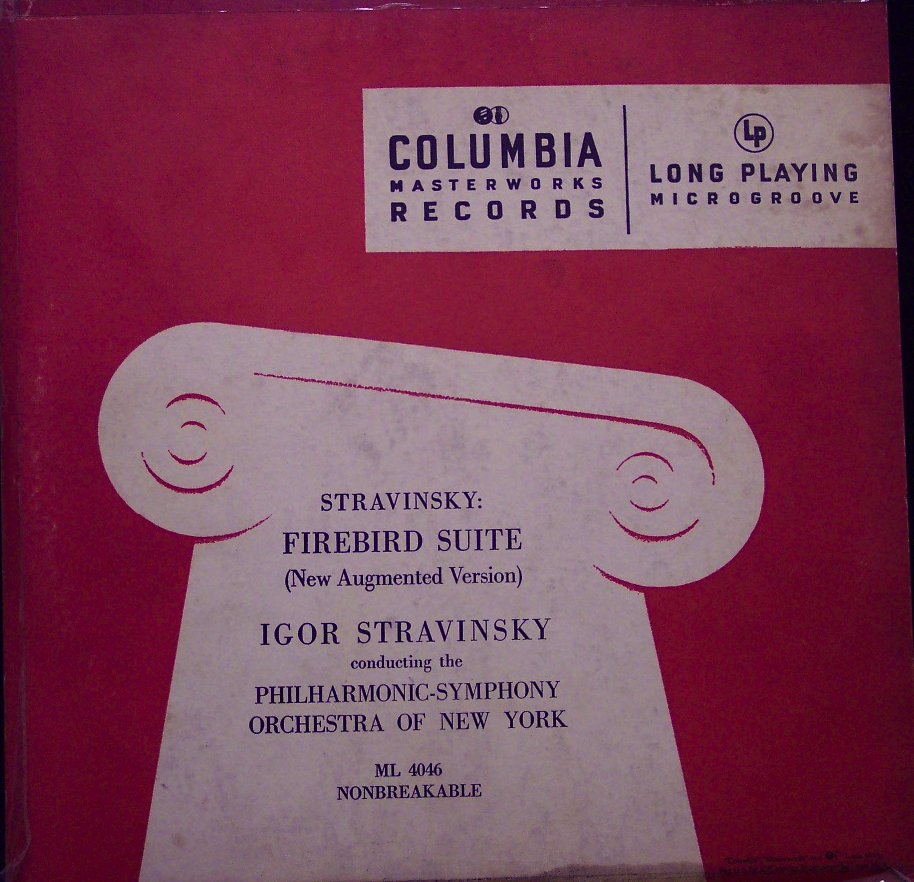 COLUMBIA
MASTERWORKS
RECORDS
LP
LONG PLAYING
MICROGROOVE
STRAVINSKY:
FIREBIRD SUITE
(New Augmented Version)
IGOR STRAVINSKY
conducting the
PHILHARMONIC-SYMPHONY
ORCHESTRA OF NEW YORK
ML 4046
NONBREAKABLE